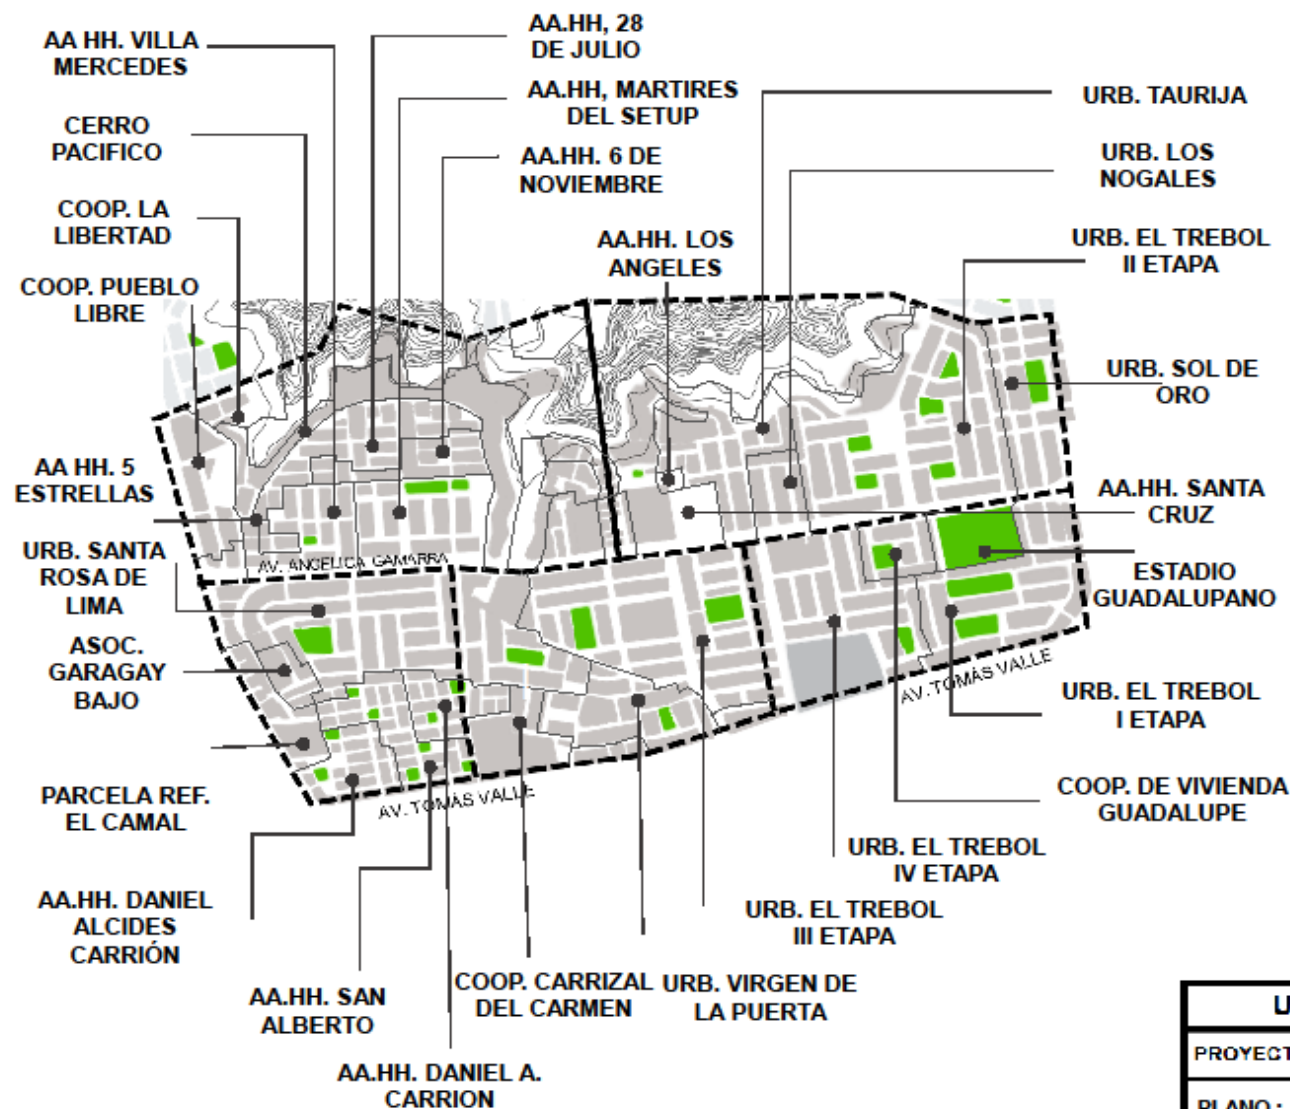 AA HH. VILLA
MERCEDES
CERRO
PACIFICO
COOP. LA
LIBERTAD
COOP. PUEBLO
LIBRE
AA HH. 5
ESTRELLAS
URB. SANTA
ROSA DE
LIMA
ASOC.
GARAGAY
BAJO
PARCELA REF.
EL CAMAL
AA.HH. DANIEL
ALCIDES
CARRIÓN
AA.HH. SAN
ALBERTO
AA.HH. DANIEL A.
CARRION
COOP. CARRIZAL
DEL CARMEN
URB. VIRGEN DE
LA PUERTA
URB. EL TREBOL
III ETAPA
URB. EL TREBOL
IV ETAPA
COOP. DE VIVIENDA
GUADALUPE
URB. EL TREBOL
I ETAPA
ESTADIO
GUADALUPANO
AA.HH. SANTA
CRUZ
URB. SOL DE
ORO
URB. EL TREBOL
II ETAPA
URB. LOS
NOGALES
URB. TAURIJA
AA.HH, 28
DE JULIO
AA.HH, MARTIRES
DEL SETUP
AA.HH. 6 DE
NOVIEMBRE
AA.HH. LOS
ANGELES
AV. ANGELICA GAMARRA
AV. TOMÁS VALLE
AV. TOMÁS VALLE
U
PROYECT
PLANO :